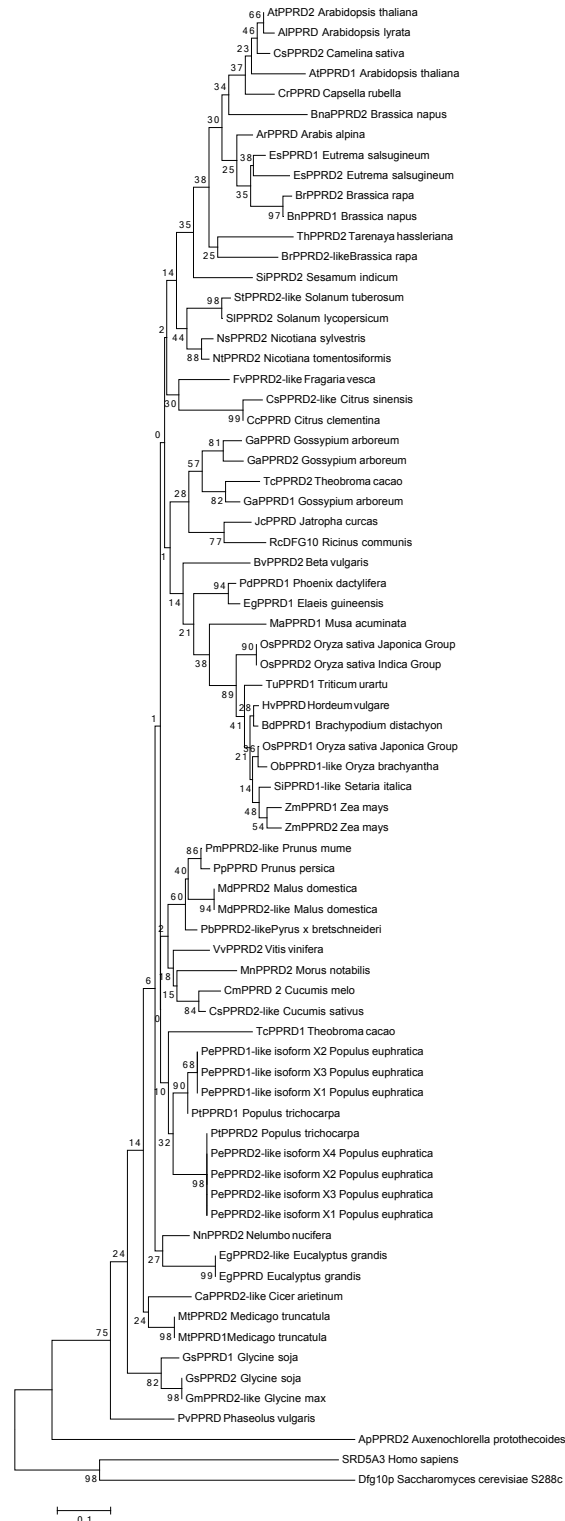 66 AtPPRD2 Arabidopsis thaliana
46 AlPPRD Arabidopsis lyrata
23 CsPPRD2 Camelina sativa
37 AtPPRD1 Arabidopsis thaliana
34 CrPPRD Capsella rubella
30 BnaPPRD2 Brassica napus
ArPPRD Arabis alpina
25 38 EsPPRD1 Eutrema salsugineum
EsPPRD2 Eutrema salsugineum
38 35 BrPPRD2 Brassica rapa
97 BnPPRD1 Brassica napus
35 ThPPRD2 Tarenaya hassleriana
25 BrPPRD2-likeBrassica rapa
14 SiPPRD2 Sesamum indicum
98 StPPRD2-like Solanum tuberosum
SlPPRD2 Solanum lycopersicum
2 44 NsPPRD2 Nicotiana sylvestris
88 NtPPRD2 Nicotiana tomentosiformis
FvPPRD2-like Fragaria vesca
30 CsPPRD2-like Citrus sinensis
99 CcPPRD Citrus clementina
0 81 GaPPRD Gossypium arboreum
57 GaPPRD2 Gossypium arboreum
TcPPRD2 Theobroma cacao
28 82 GaPPRD1 Gossypium arboreum
JcPPRD Jatropha curcas
77 RcDFG10 Ricinus communis
1 BvPPRD2 Beta vulgaris
94 PdPPRD1 Phoenix dactylifera
14 EgPPRD1 Elaeis guineensis
21 MaPPRD1 Musa acuminata
90 OsPPRD2 Oryza sativa Japonica Group
38 OsPPRD2 Oryza sativa Indica Group
89 TuPPRD1 Triticum urartu
28 HvPPRD Hordeum vulgare
41 BdPPRD1 Brachypodium distachyon
1 36 OsPPRD1 Oryza sativa Japonica Group
21 ObPPRD1-like Oryza brachyantha
14 SiPPRD1-like Setaria italica
48 ZmPPRD1 Zea mays
54 ZmPPRD2 Zea mays
86 PmPPRD2-like Prunus mume
40 PpPPRD Prunus persica
60 MdPPRD2 Malus domestica
94 MdPPRD2-like Malus domestica
2 PbPPRD2-likePyrus x bretschneideri
VvPPRD2 Vitis vinifera
6 18 MnPPRD2 Morus notabilis
15 CmPPRD 2 Cucumis melo
0 84 CsPPRD2-like Cucumis sativus
TcPPRD1 Theobroma cacao
68 PePPRD1-like isoform X2 Populus euphratica
90 PePPRD1-like isoform X3 Populus euphratica
10 PePPRD1-like isoform X1 Populus euphratica
PtPPRD1 Populus trichocarpa
14 32 PtPPRD2 Populus trichocarpa
PePPRD2-like isoform X4 Populus euphratica
98 PePPRD2-like isoform X2 Populus euphratica
PePPRD2-like isoform X3 Populus euphratica
PePPRD2-like isoform X1 Populus euphratica
NnPPRD2 Nelumbo nucifera
24 27 EgPPRD2-like Eucalyptus grandis
99 EgPPRD Eucalyptus grandis
CaPPRD2-like Cicer arietinum
24 MtPPRD2 Medicago truncatula
75 98 MtPPRD1Medicago truncatula
GsPPRD1 Glycine soja
82 GsPPRD2 Glycine soja
98 GmPPRD2-like Glycine max
PvPPRD Phaseolus vulgaris
ApPPRD2 Auxenochlorella protothecoides
SRD5A3 Homo sapiens
98 Dfg10p Saccharomyces cerevisiae S288c
0.1